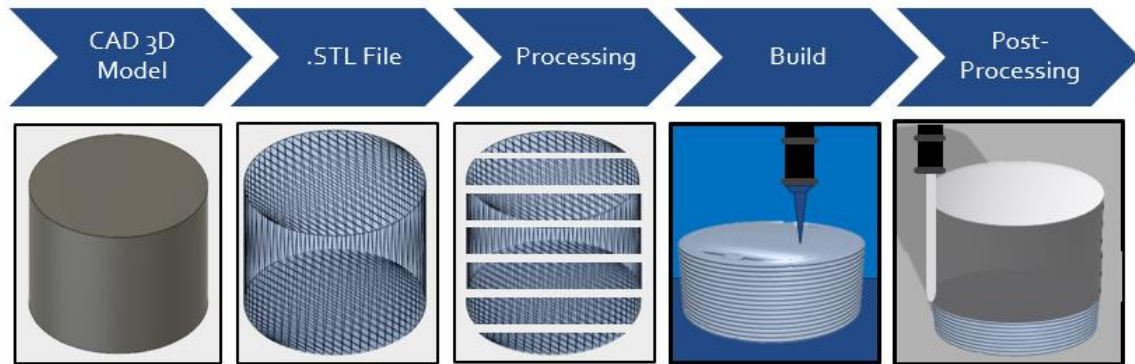 CAD 3D
Model
.STL File
Processing
Build
Post-
Processing